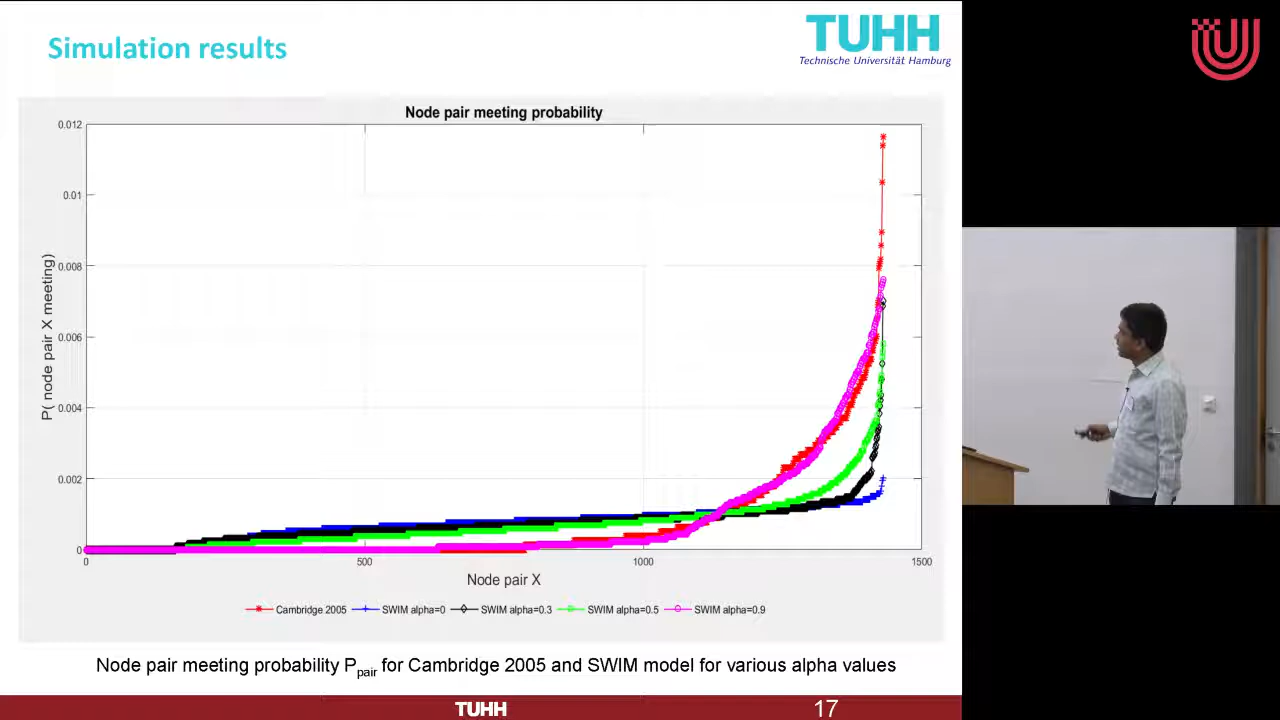 Simulation results
TUHH
Technische Universität Hamburg
Node pair meeting probability
0.012
0.01
0.008
0.006
0.004
0.002
0
P( node pair X meeting)
0 500 1000 1500
Node pair X
Cambridge 2005 SWIM alpha=0 SWIM alpha=0.3 SWIM alpha=0.5 SWIM alpha=0.9
Node pair meeting probability Ppair for Cambridge 2005 and SWIM model for various alpha values
TUHH 17